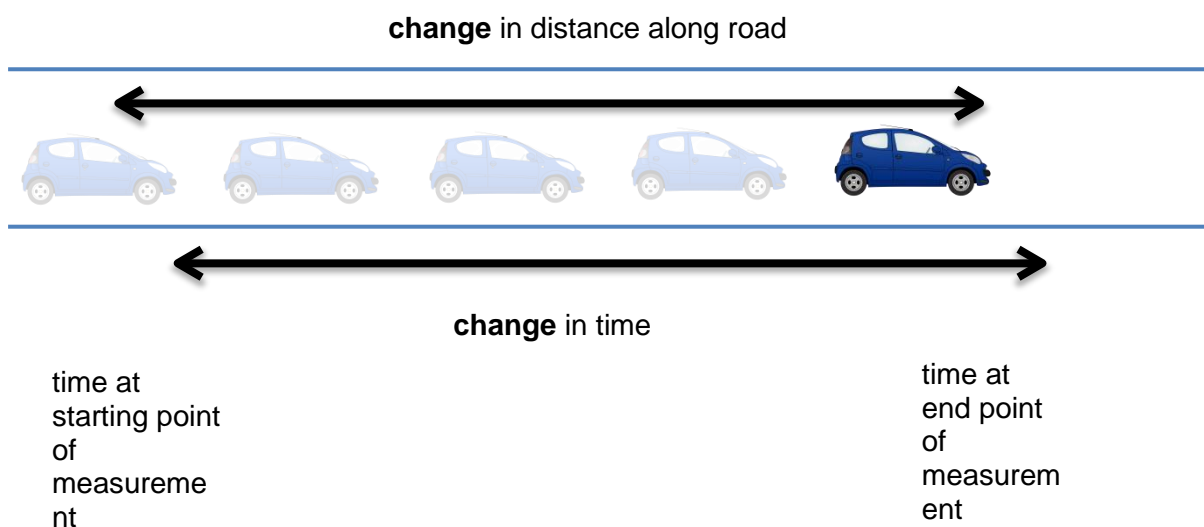 change in distance along road
change in time
time at
starting point
of
measureme
nt
time at
end point
of
measurem
ent